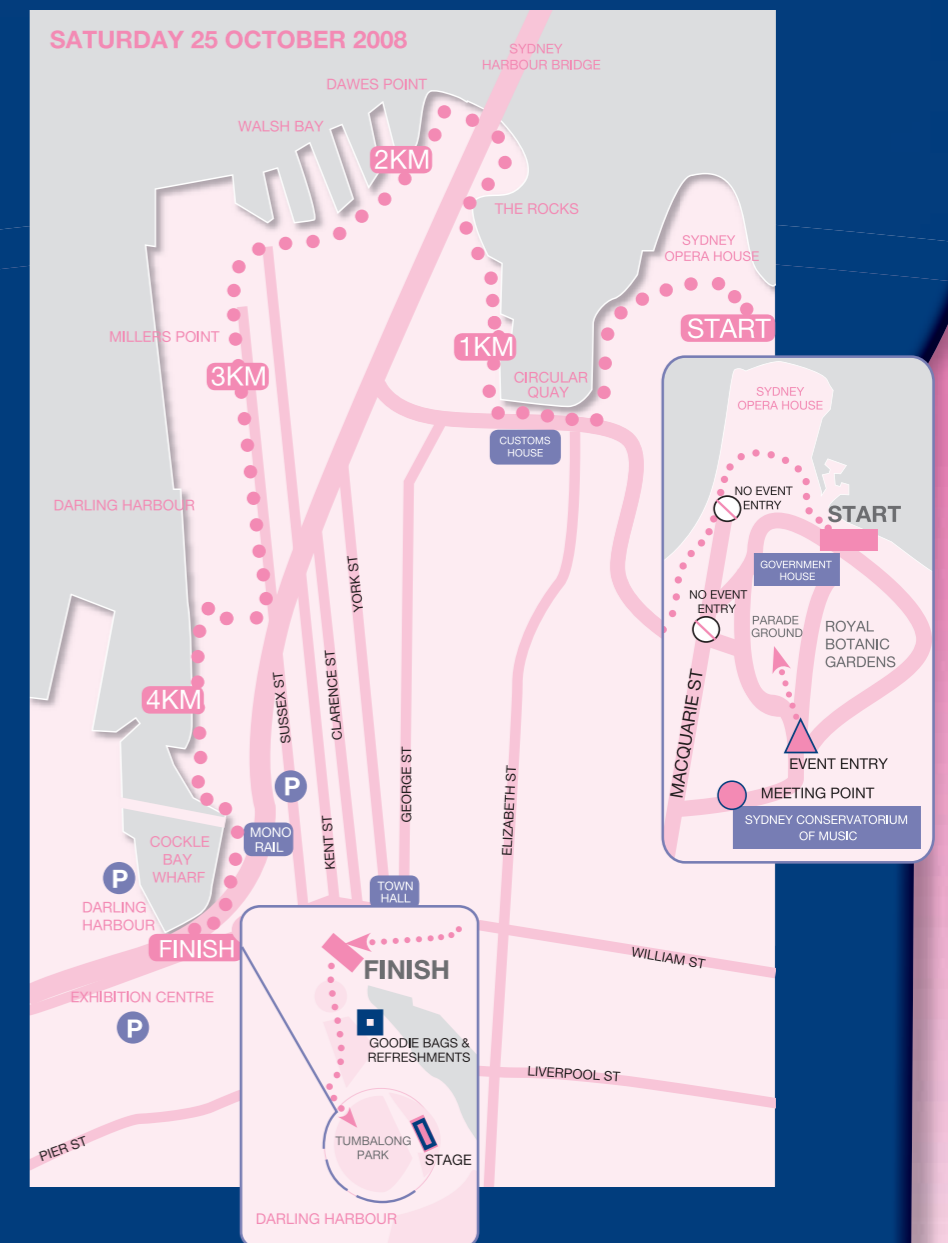 SATURDAY 25 OCTOBER 2008
SYDNEY
HARBOUR BRIDGE
DAWES POINT
WALSH BAY
2KM
THE ROCKS
SYDNEY
OPERA HOUSE
START
MILLERS POINT
1KM
3KM
CIRCULAR
QUAY
CUSTOMS
HOUSE
DARLING HARBOUR
YORK ST
CLARENCE ST
SUSSEX ST
4KM
GEORGE ST
ELIZABETH ST
KENT ST
P
MONO
RAIL
COCKLE
BAY
WHARF
P
DARLING
HARBOUR
TOWN
HALL
FINISH
EXHIBITION CENTRE
P
WILLIAM ST
LIVERPOOL ST
PIER ST
SYDNEY
OPERA HOUSE
NO EVENT
ENTRY
START
GOVERNMENT
HOUSE
NO EVENT
ENTRY
PARADE
GROUND
ROYAL
BOTANIC
GARDENS
MACQUARIE ST
EVENT ENTRY
MEETING POINT
SYDNEY CONSERVATORIUM
OF MUSIC
FINISH
GOODIE BAGS &
REFRESHMENTS
TUMBALONG
PARK
STAGE
DARLING HARBOUR